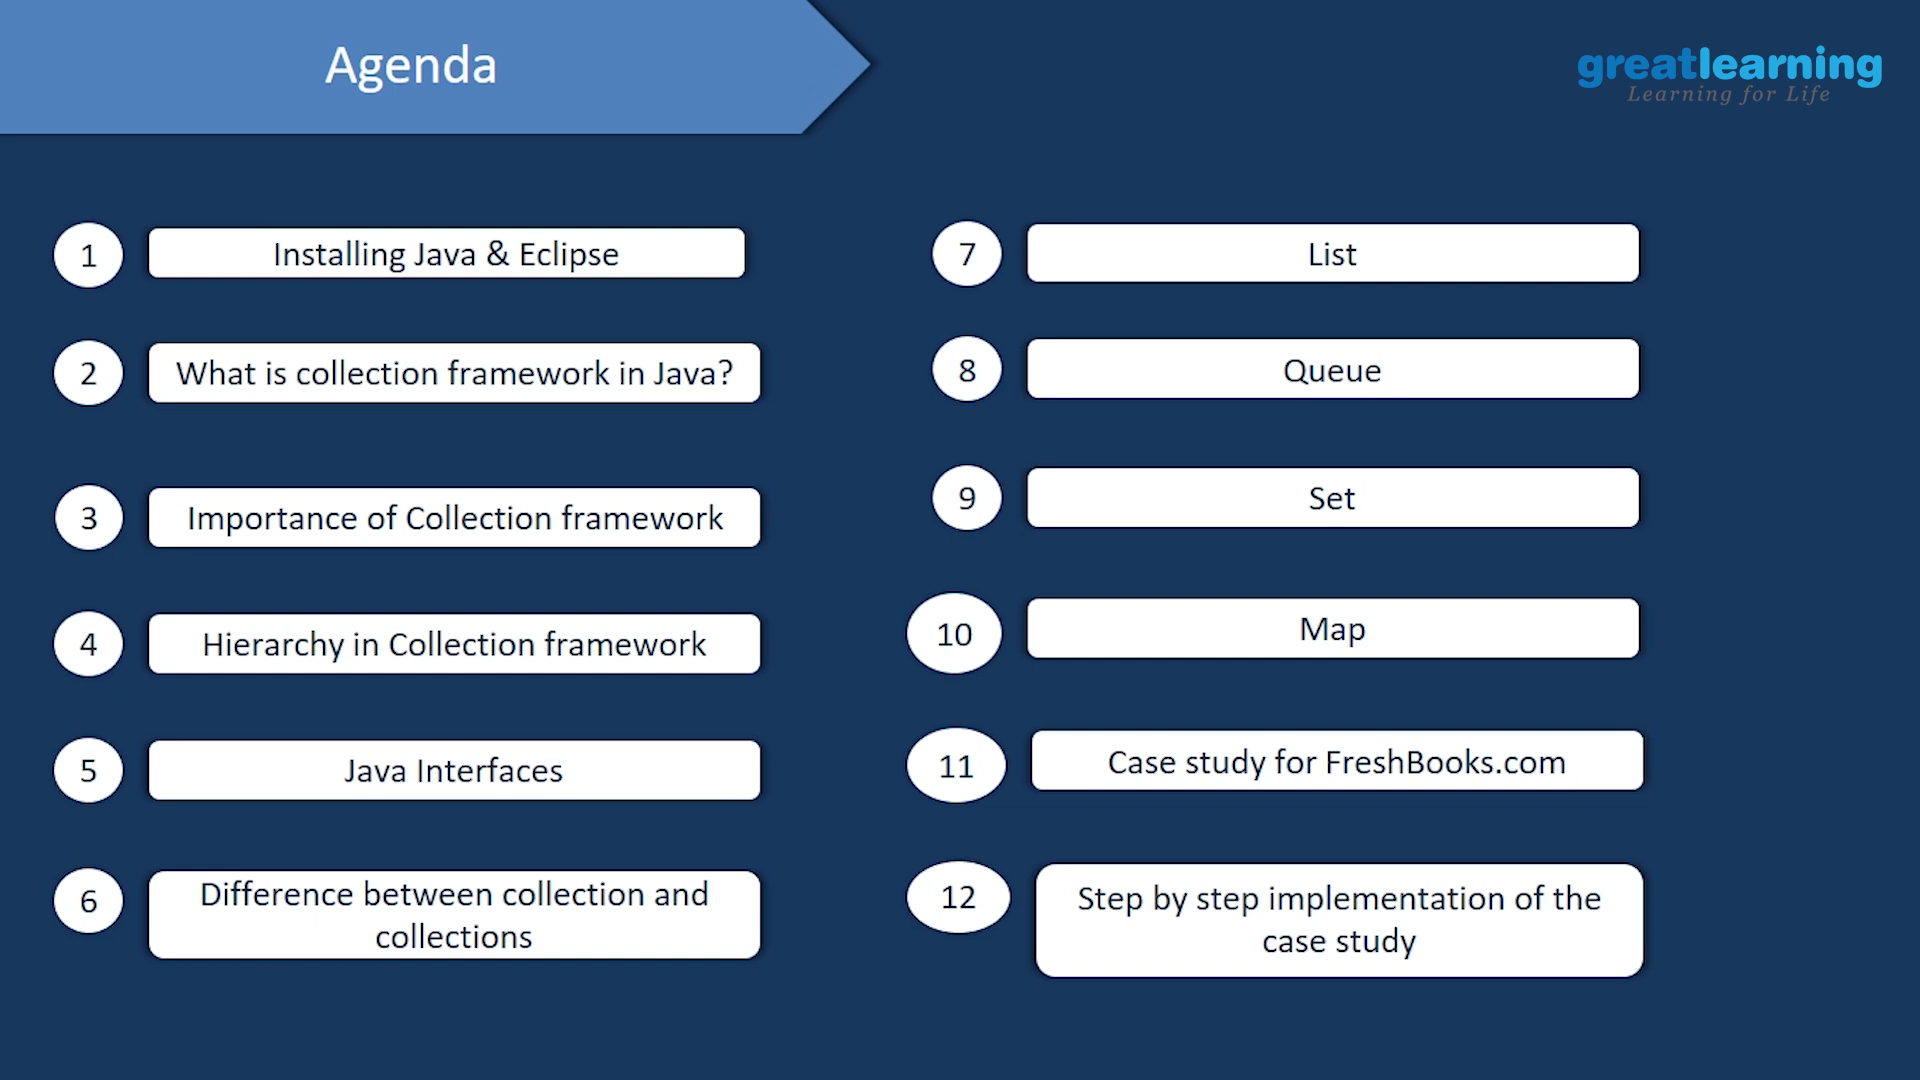 Agenda
greatlearning
Learning for Life
1
Installing Java & Eclipse
2
What is collection framework in Java?
3
Importance of Collection framework
4
Hierarchy in Collection framework
5
Java Interfaces
6
Difference between collection and
collections
7
List
8
Queue
9
Set
10
Map
11
Case study for FreshBooks.com
12
Step by step implementation of the
case study